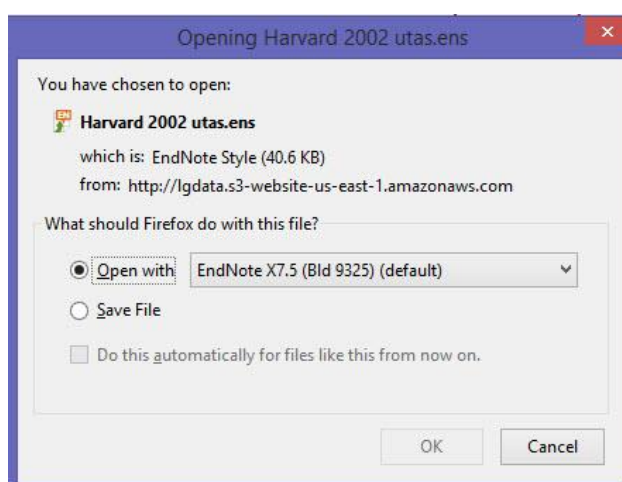 Opening Harvard 2002 utas.ens
You have chosen to open:
Harvard 2002 utas.ens
which is: EndNote Style (40.6 KB)
from: http://lgdata.s3-website-us-east-1.amazonaws.com
What should Firefox do with this file?
Open with EndNote X7.5 (Bld 9325) (default)
Save File
Do this automatically for files like this from now on.
OK Cancel